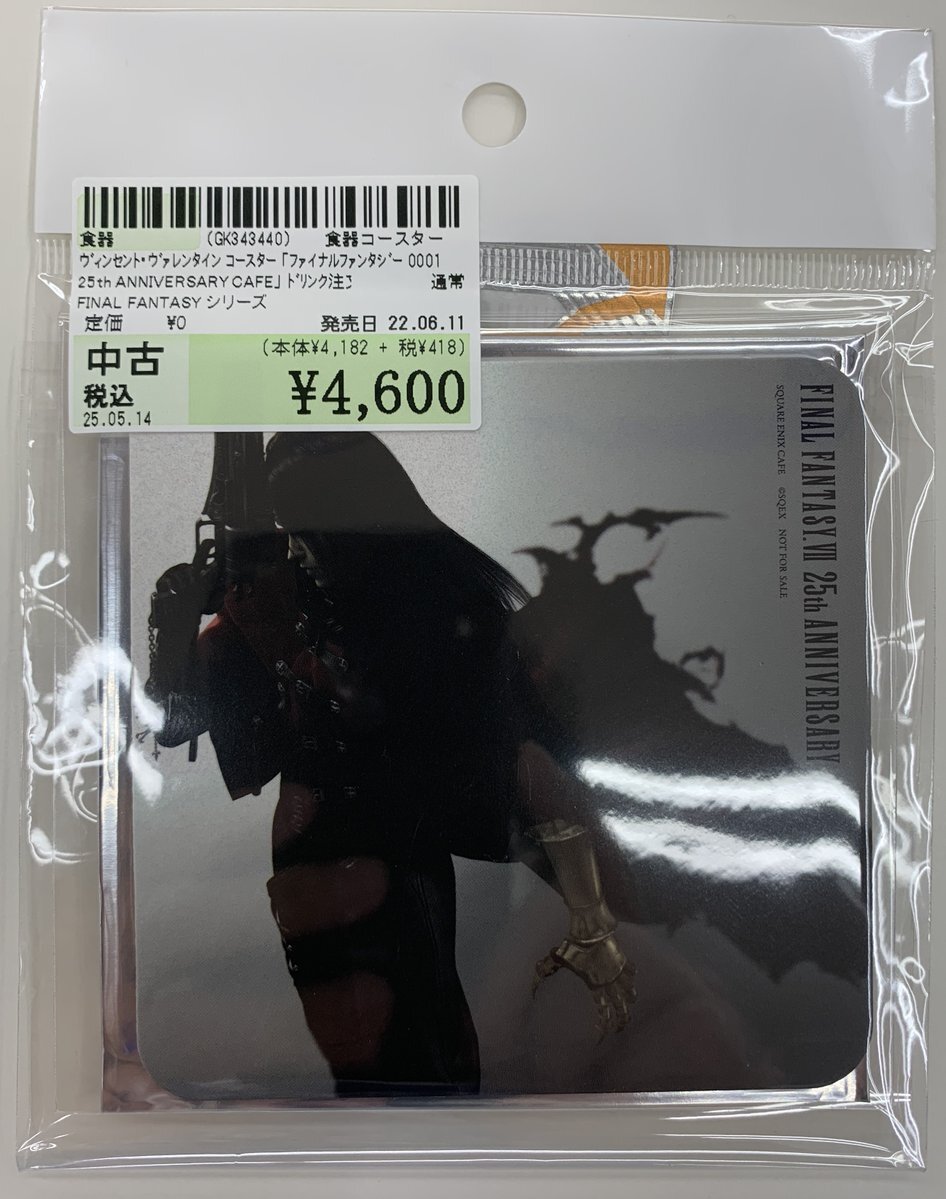 食器 (GK343440) 食器コースター
ヴィンセント・ヴァレンタイン コースター 「ファイナルファンタジー 0001
25th ANNIVERSARY CAFE」 ドリンク注 通常
FINAL FANTASY シリーズ
定価 ¥0 発売日 22.06.11
中古 (本体¥4,182 + 税¥418)
税込 ¥4,600
25.05.14
FINAL FANTASY. VII 25th ANNIVERSARY
SQUARE ENIX CAFE ©SQEX NOT FOR SALE